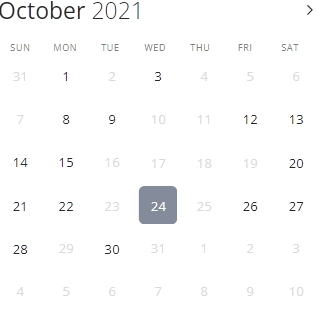 October 2021
SUN MON TUE WED THU FRI SAT
31 1 2 3 4 5 6
7 8 9 10 11 12 13
14 15 16 17 18 19 20
21 22 23 24 25 26 27
28 29 30 31 1 2 3
4 5 6 7 8 9 10